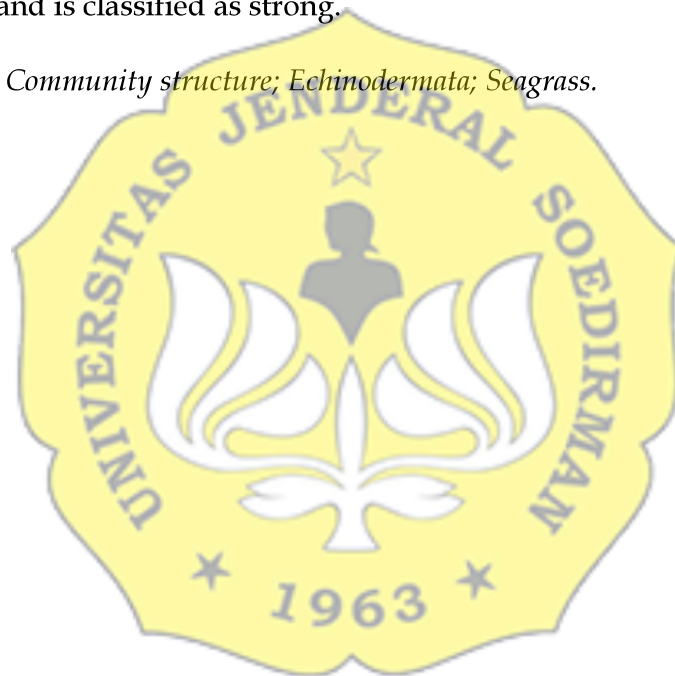 and is classified as strong.
Community structure; Echinodermata; Seagrass.
UNIVERSITAS JENDERAL SOEDIRMAN
1963